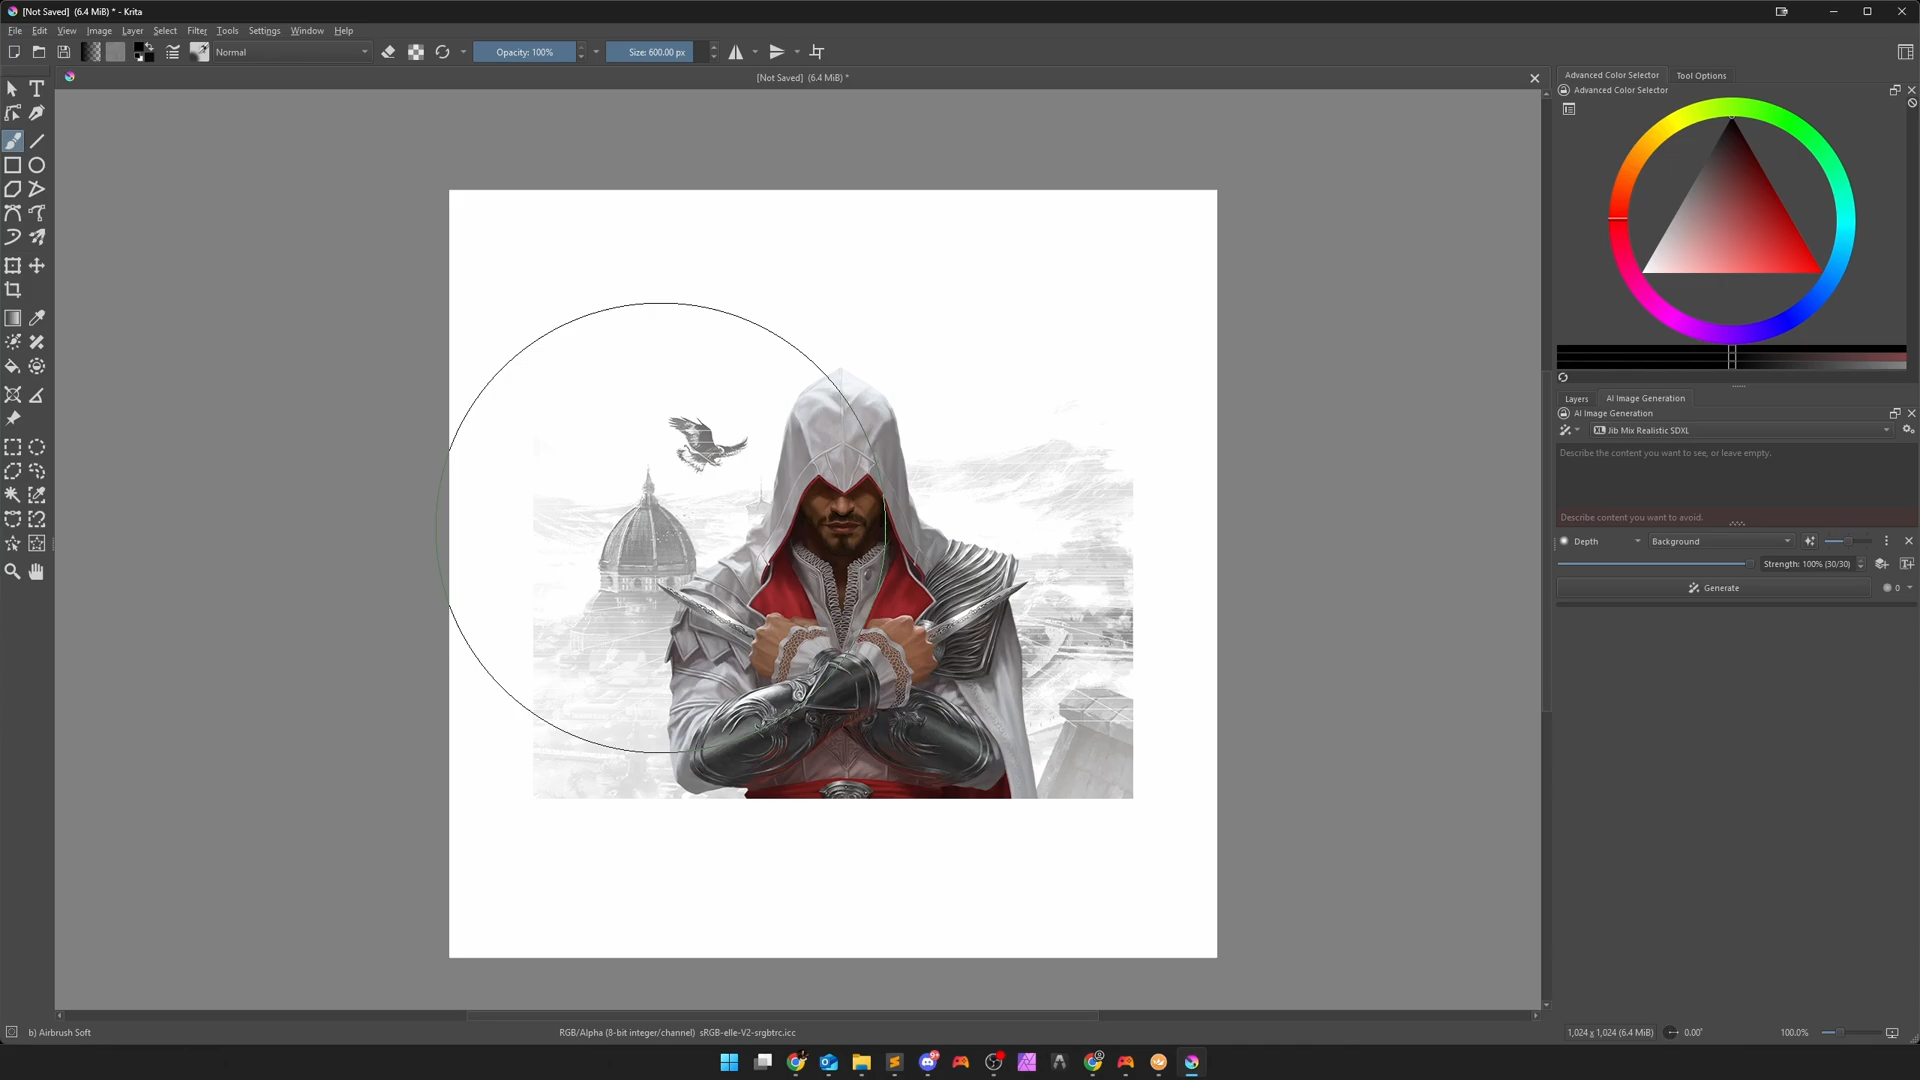 [Not Saved] (6.4 MiB) * - Krita
File Edit View Image Layer Select Filter Tools Settings Window Help
Normal Opacity: 100% Size: 600.00 px
[Not Saved] (6.4 MiB) *
Advanced Color Selector Tool Options
Advanced Color Selector
Layers AI Image Generation
AI Image Generation
XL Jib Mix Realistic SDXL
Describe the content you want to see, or leave empty.
Describe content you want to avoid.
Depth Background
Strength: 100% (30/30)
Generate 0
b) Airbrush Soft RGB/Alpha (8-bit integer/channel) sRGB-elle-V2-srgbtrc.icc 1,024 x 1,024 (6.4 MiB) 0.00° 100.0%